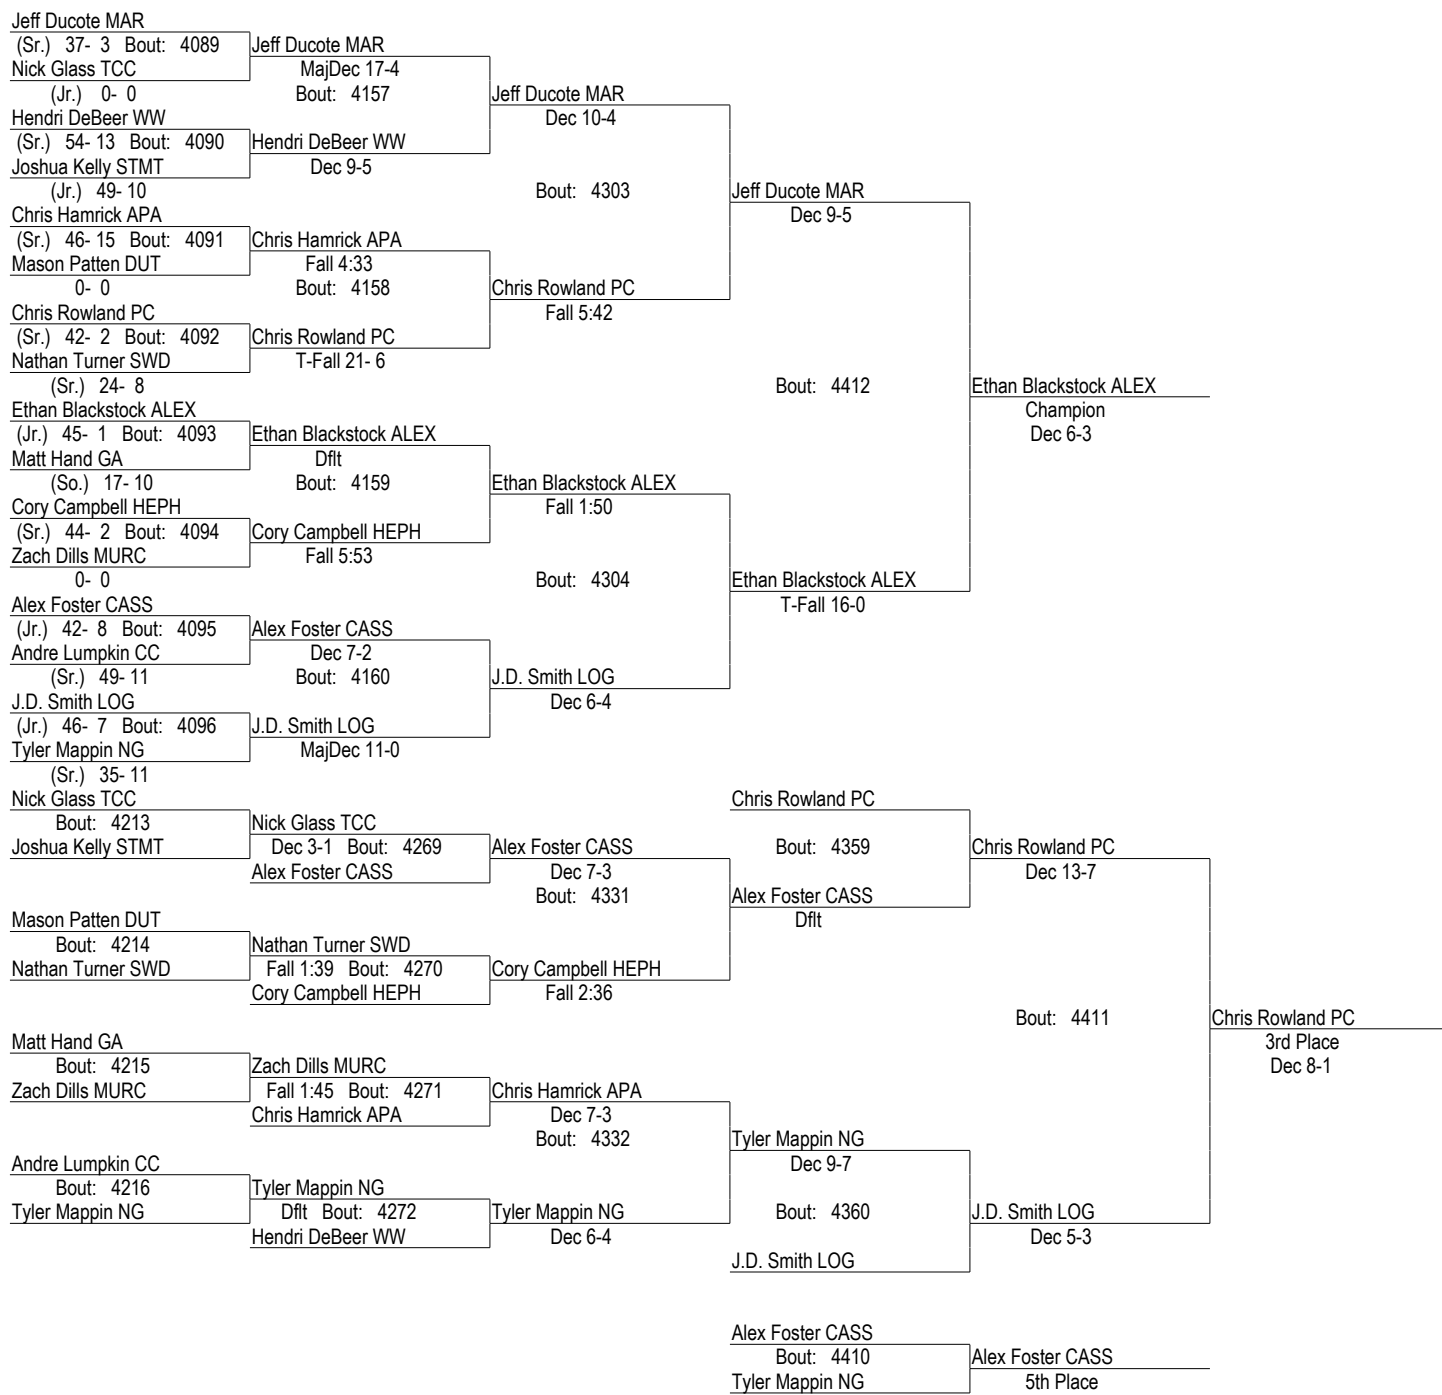 Jeff Ducote MAR
(Sr.) 37- 3 Bout: 4089 Jeff Ducote MAR
Nick Glass TCC MajDec 17-4
(Jr.) 0- 0 Bout: 4157 Jeff Ducote MAR
Hendri DeBeer WW Dec 10-4
(Sr.) 54- 13 Bout: 4090 Hendri DeBeer WW
Joshua Kelly STMT Dec 9-5
(Jr.) 49- 10 Bout: 4303 Jeff Ducote MAR
Chris Hamrick APA Dec 9-5
(Sr.) 46- 15 Bout: 4091 Chris Hamrick APA
Mason Patten DUT Fall 4:33
0- 0 Bout: 4158 Chris Rowland PC
Chris Rowland PC Fall 5:42
(Sr.) 42- 2 Bout: 4092 Chris Rowland PC
Nathan Turner SWD T-Fall 21- 6
(Sr.) 24- 8 Bout: 4412 Ethan Blackstock ALEX
Ethan Blackstock ALEX Champion
(Jr.) 45- 1 Bout: 4093 Ethan Blackstock ALEX Dec 6-3
Matt Hand GA Dflt
(So.) 17- 10 Bout: 4159 Ethan Blackstock ALEX
Cory Campbell HEPH Fall 1:50
(Sr.) 44- 2 Bout: 4094 Cory Campbell HEPH
Zach Dills MURC Fall 5:53
0- 0 Bout: 4304 Ethan Blackstock ALEX
Alex Foster CASS T-Fall 16-0
(Jr.) 42- 8 Bout: 4095 Alex Foster CASS
Andre Lumpkin CC Dec 7-2
(Sr.) 49- 11 Bout: 4160 J.D. Smith LOG
J.D. Smith LOG Dec 6-4
(Jr.) 46- 7 Bout: 4096 J.D. Smith LOG
Tyler Mappin NG MajDec 11-0
(Sr.) 35- 11
Nick Glass TCC Chris Rowland PC
Bout: 4213 Nick Glass TCC
Joshua Kelly STMT Dec 3-1 Bout: 4269 Alex Foster CASS Bout: 4359 Chris Rowland PC
Alex Foster CASS Dec 7-3 Dec 13-7
Bout: 4331 Alex Foster CASS
Mason Patten DUT Dflt
Bout: 4214 Nathan Turner SWD
Nathan Turner SWD Fall 1:39 Bout: 4270 Cory Campbell HEPH
Cory Campbell HEPH Fall 2:36
Bout: 4411 Chris Rowland PC
Matt Hand GA 3rd Place
Bout: 4215 Zach Dills MURC Dec 8-1
Zach Dills MURC Fall 1:45 Bout: 4271 Chris Hamrick APA
Chris Hamrick APA Dec 7-3
Bout: 4332 Tyler Mappin NG
Andre Lumpkin CC Dec 9-7
Bout: 4216 Tyler Mappin NG
Tyler Mappin NG Dflt Bout: 4272 Tyler Mappin NG Bout: 4360 J.D. Smith LOG
Hendri DeBeer WW Dec 6-4 Dec 5-3
J.D. Smith LOG
Alex Foster CASS
Bout: 4410 Alex Foster CASS
Tyler Mappin NG 5th Place